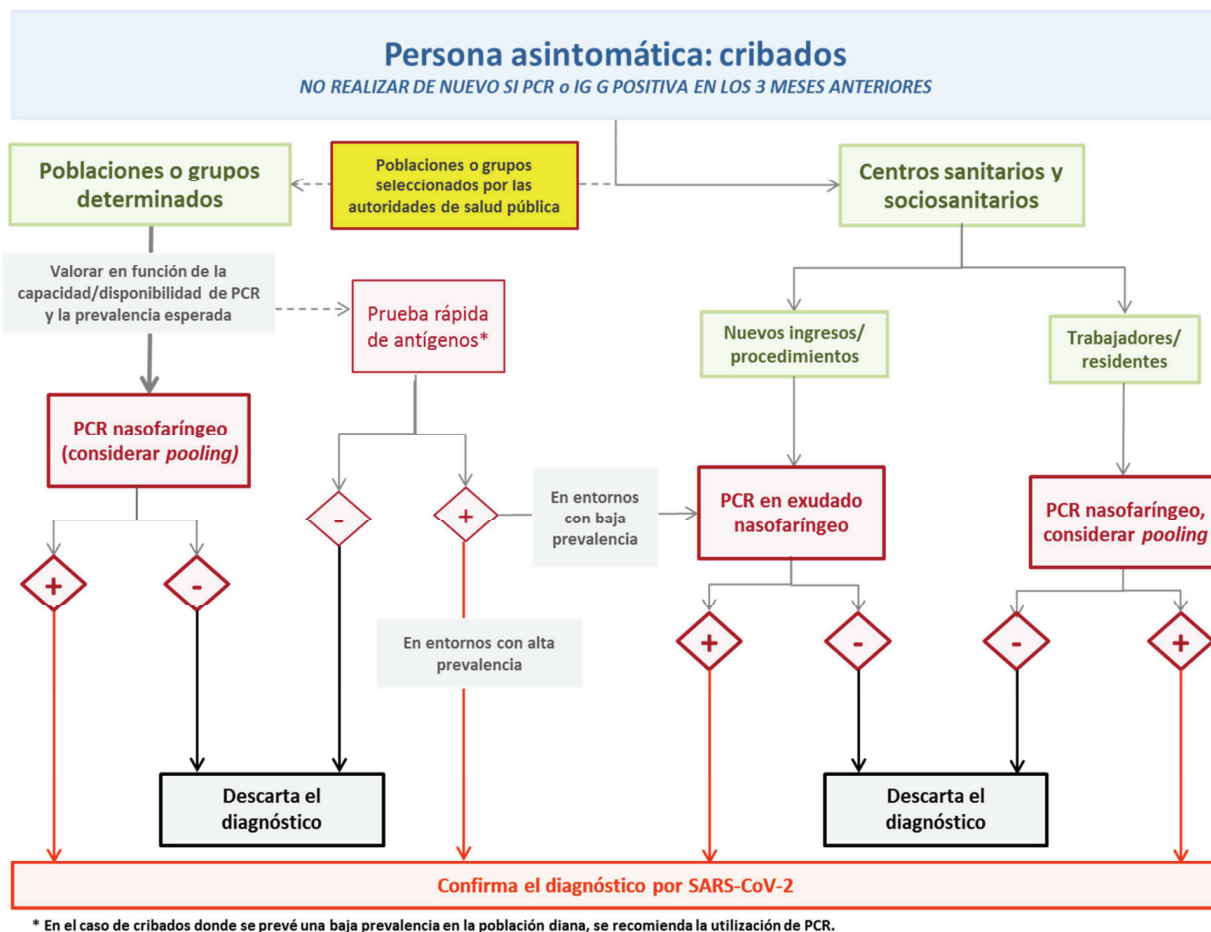 Persona asintomática: cribados
NO REALIZAR DE NUEVO SI PCR o IG G POSITIVA EN LOS 3 MESES ANTERIORES
Poblaciones o grupos
determinados
Poblaciones o grupos
seleccionados por las
autoridades de salud pública
Centros sanitarios y
sociosanitarios
Valorar en función de la
capacidad/disponibilidad de PCR
y la prevalencia esperada
Prueba rápida
de antígenos*
Nuevos ingresos/
procedimientos
Trabajadores/
residentes
PCR nasofaríngeo
(considerar pooling)
-
+
En entornos
con baja
prevalencia
PCR en exudado
nasofaríngeo
PCR nasofaríngeo,
considerar pooling
+
-
En entornos con alta
prevalencia
+
-
-
+
Descarta el
diagnóstico
Descarta el
diagnóstico
Confirma el diagnóstico por SARS-CoV-2
* En el caso de cribados donde se prevé una baja prevalencia en la población diana, se recomienda la utilización de PCR.